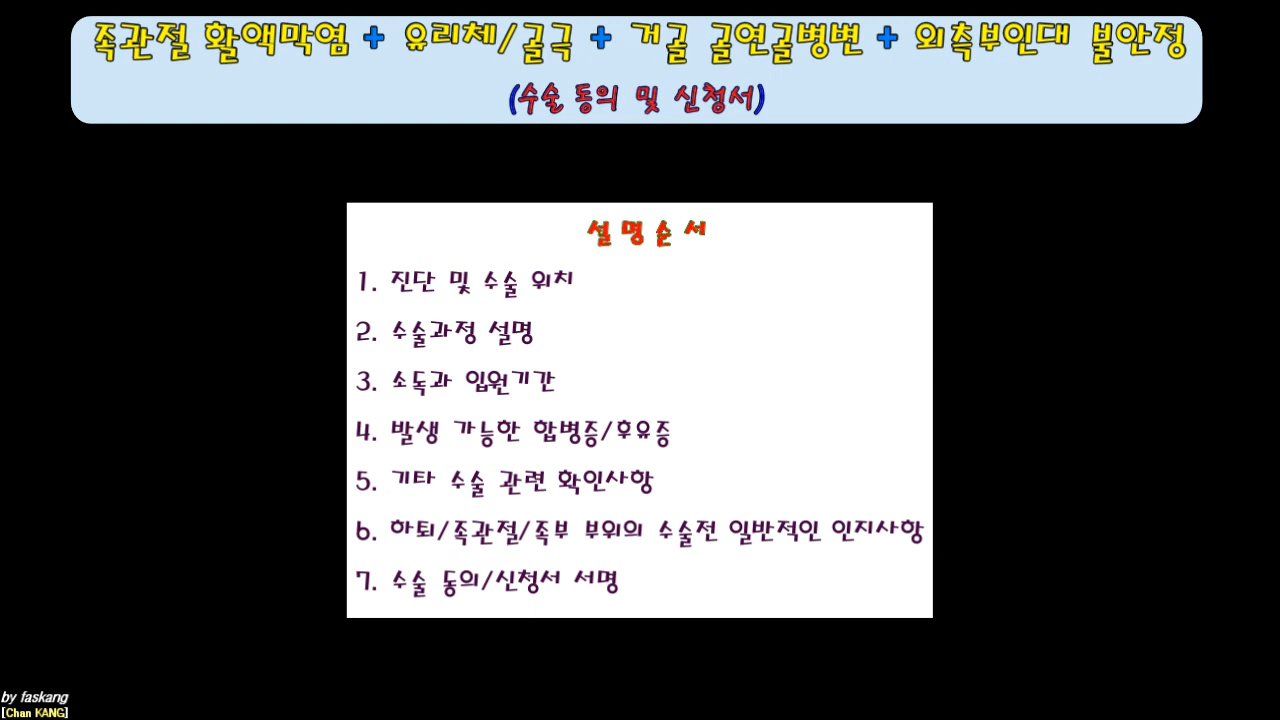 족관절 활액막염 + 유리체/골극 + 거골 골연골병변 + 외측부인대 불안정
(수술 동의 및 신청서)
설명순서
1. 진단 및 수술 위치
2. 수술과정 설명
3. 소독과 입원기간
4. 발생 가능한 합병증/후유증
5. 기타 수술 관련 확인사항
6. 하퇴/족관절/족부 부위의 수술전 일반적인 인지사항
7. 수술 동의/신청서 서명
by faskang
[Chan KANG]